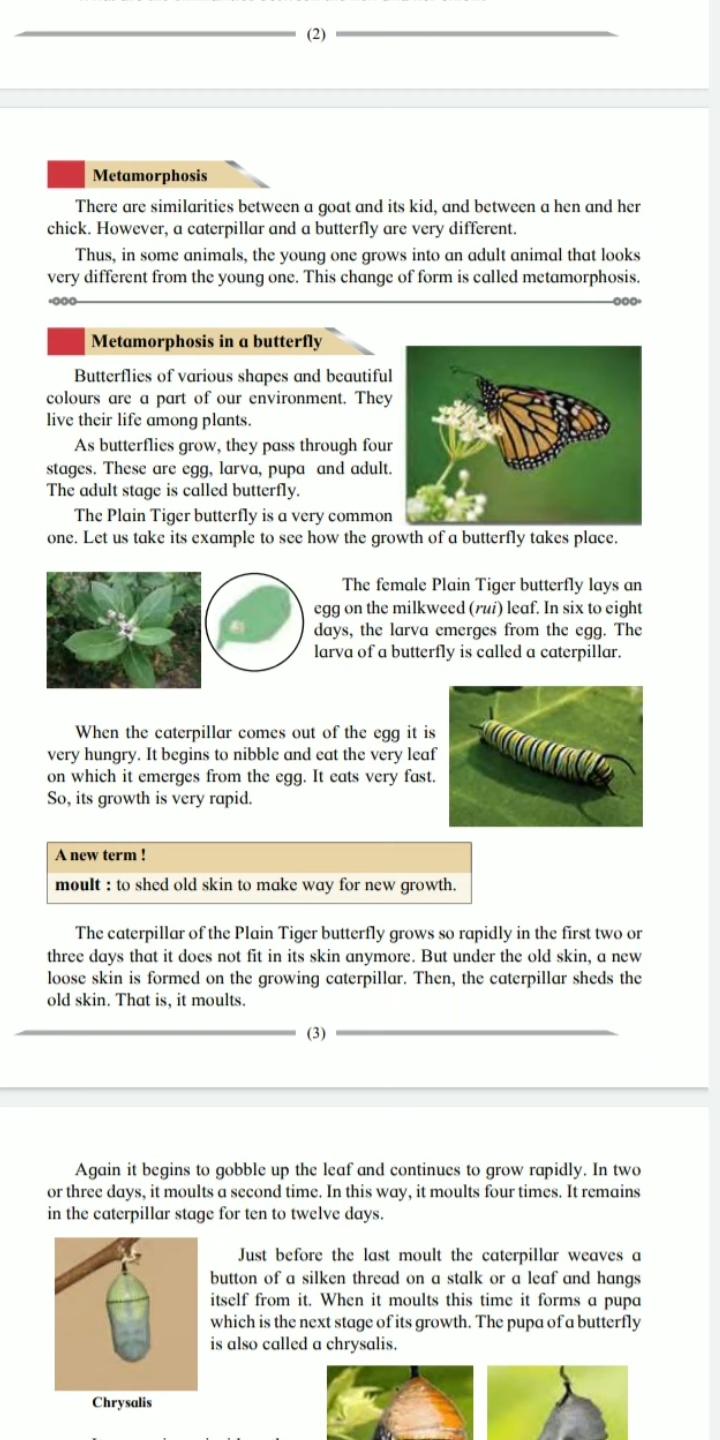 (2)
Metamorphosis
There are similarities between a goat and its kid, and between a hen and her
chick. However, a caterpillar and a butterfly are very different.
Thus, in some animals, the young one grows into an adult animal that looks
very different from the young one. This change of form is called metamorphosis.
Metamorphosis in a butterfly
Butterflies of various shapes and beautiful
colours are a part of our environment. They
live their life among plants.
As butterflies grow, they pass through four
stages. These are egg, larva, pupa and adult.
The adult stage is called butterfly.
The Plain Tiger butterfly is a very common
one. Let us take its example to see how the growth of a butterfly takes place.
The female Plain Tiger butterfly lays an
egg on the milkweed (rui) leaf. In six to eight
days, the larva emerges from the egg. The
larva of a butterfly is called a caterpillar.
When the caterpillar comes out of the egg it is
very hungry. It begins to nibble and eat the very leaf
on which it emerges from the egg. It eats very fast.
So, its growth is very rapid.
A new term !
moult : to shed old skin to make way for new growth.
The caterpillar of the Plain Tiger butterfly grows so rapidly in the first two or
three days that it does not fit in its skin anymore. But under the old skin, a new
loose skin is formed on the growing caterpillar. Then, the caterpillar sheds the
old skin. That is, it moults.
(3)
Again it begins to gobble up the leaf and continues to grow rapidly. In two
or three days, it moults a second time. In this way, it moults four times. It remains
in the caterpillar stage for ten to twelve days.
Just before the last moult the caterpillar weaves a
button of a silken thread on a stalk or a leaf and hangs
itself from it. When it moults this time it forms a pupa
which is the next stage of its growth. The pupa of a butterfly
is also called a chrysalis.
Chrysalis